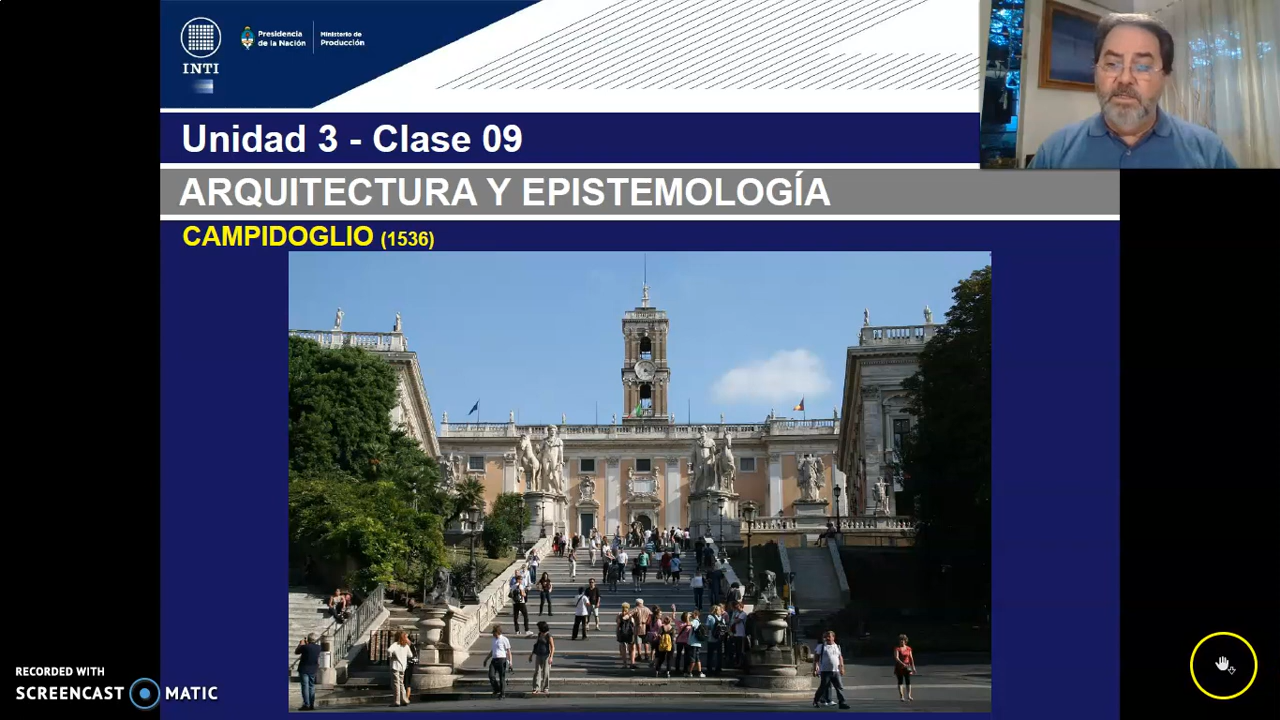 INTI
Presidencia
de la Nación
Ministerio de
Producción
Unidad 3 - Clase 09
ARQUITECTURA Y EPISTEMOLOGÍA
CAMPIDOGLIO (1536)
RECORDED WITH
SCREENCAST MATIC